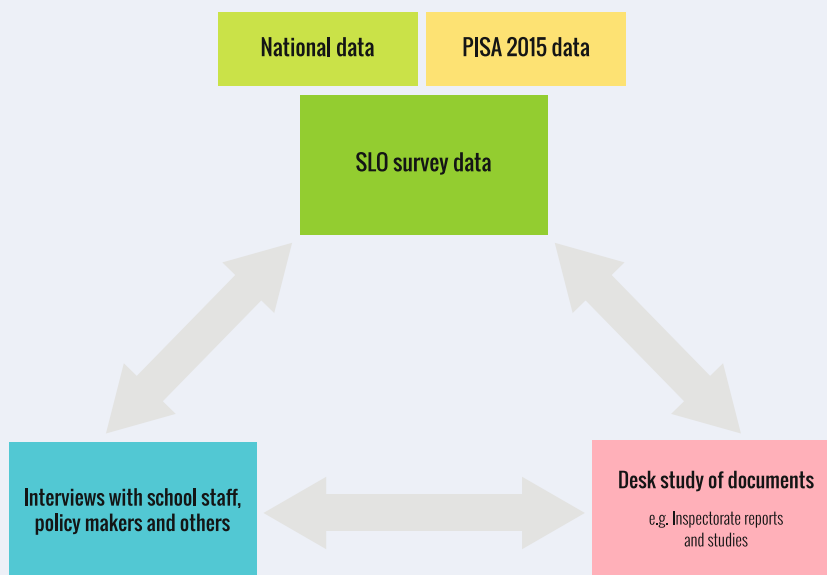 National data
PISA 2015 data
SLO survey data
Interviews with school staff,
policy makers and others
Desk study of documents
e.g. Inspectorate reports
and studies